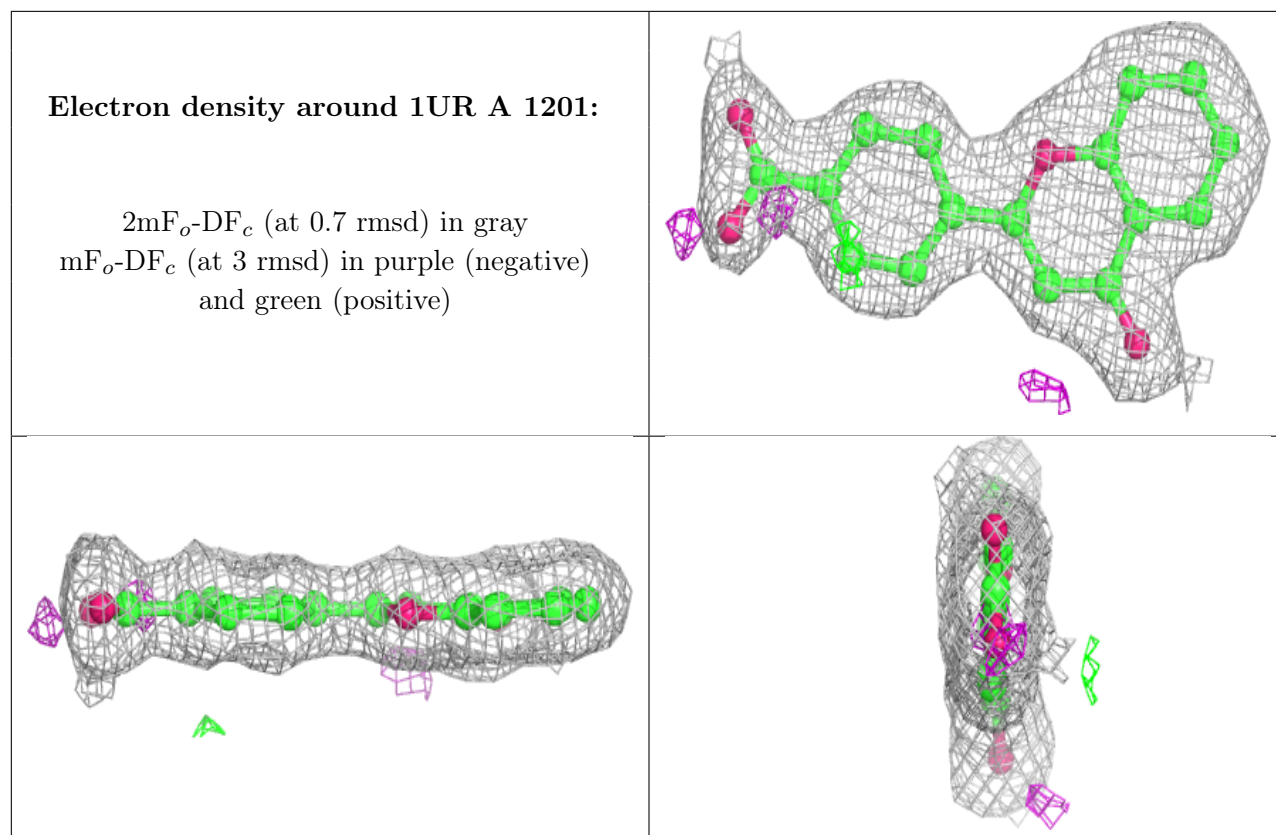 Electron density around 1UR A 1201:
2mFₒ-DF𝒸 (at 0.7 rmsd) in gray
mFₒ-DF𝒸 (at 3 rmsd) in purple (negative)
and green (positive)